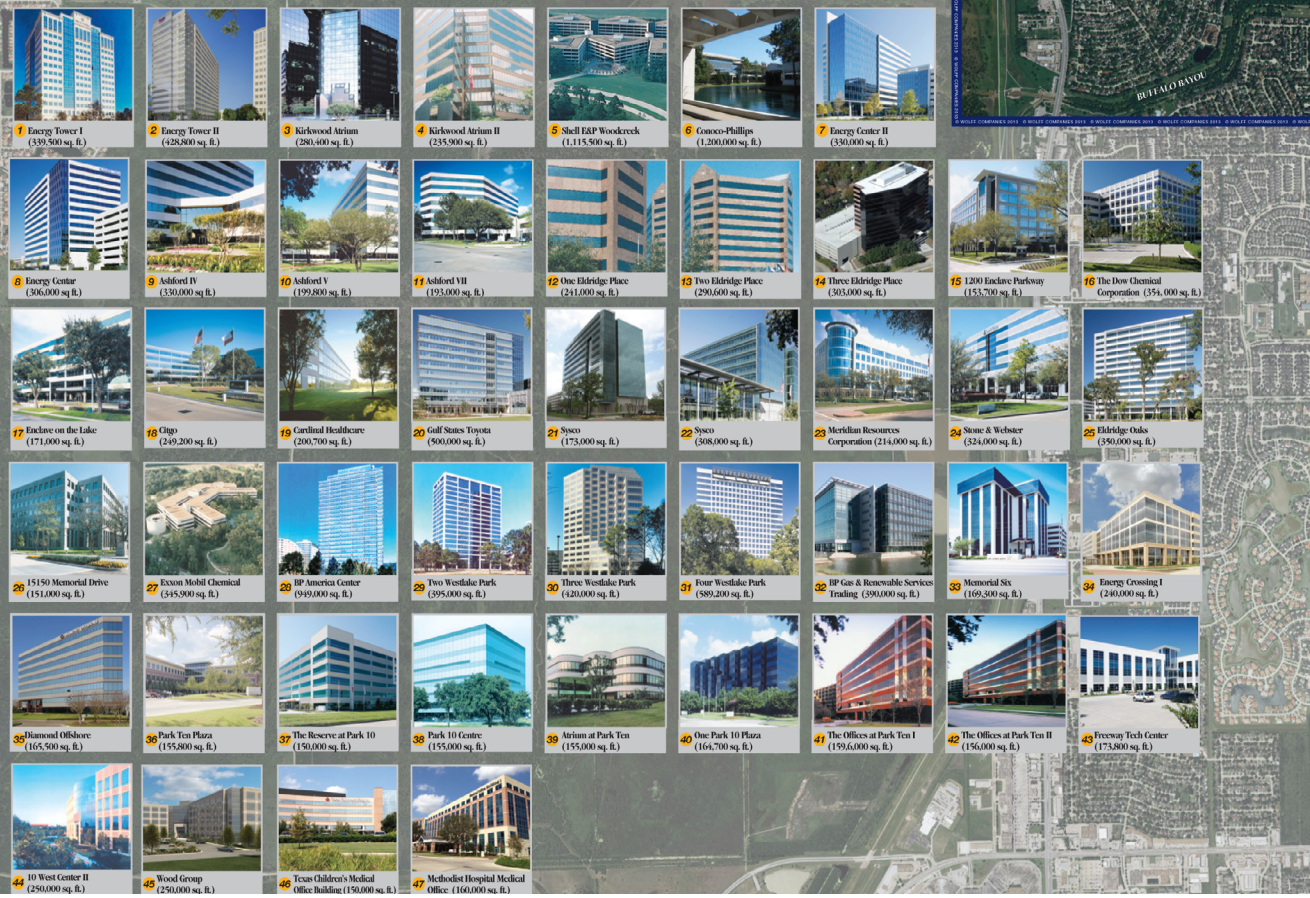 BUFFALO BAYOU
© WOLFF COMPANIES 2013 © WOLFF COMPANIES 2013 © WOLFF COMPANIES 2013 © WOLFF COMPANIES 2013 © WOLFF COMPANIES 2013
1 Energy Tower I
(339,500 sq. ft.)
2 Energy Tower II
(428,800 sq. ft.)
3 Kirkwood Atrium
(280,400 sq. ft.)
4 Kirkwood Atrium II
(235,900 sq. ft.)
5 Shell E&P Woodcreek
(1,115,500 sq. ft.)
6 Conoco-Phillips
(1,200,000 sq. ft.)
7 Energy Center II
(330,000 sq. ft.)
8 Energy Centar
(306,000 sq ft.)
9 Ashford IV
(330,000 sq. ft.)
10 Ashford V
(199,800 sq. ft.)
11 Ashford VII
(193,000 sq. ft.)
12 One Eldridge Place
(241,000 sq. ft.)
13 Two Eldridge Place
(290,600 sq. ft.)
14 Three Eldridge Place
(303,000 sq. ft.)
15 1200 Enclave Parkway
(153,700 sq. ft.)
16 The Dow Chemical
Corporation (354, 000 sq. ft.)
17 Enclave on the Lake
(171,000 sq. ft.)
18 Citgo
(249,200 sq. ft.)
19 Cardinal Healthcare
(200,700 sq. ft.)
20 Gulf States Toyota
(500,000 sq. ft.)
21 Sysco
(173,000 sq. ft.)
22 Sysco
(308,000 sq. ft.)
23 Meridian Resources
Corporation (214,000 sq. ft.)
24 Stone & Webster
(324,000 sq. ft.)
25 Eldridge Oaks
(350,000 sq. ft.)
26 15150 Memorial Drive
(151,000 sq. ft.)
27 Exxon Mobil Chemical
(345,900 sq. ft.)
28 BP America Center
(949,000 sq. ft.)
29 Two Westlake Park
(395,000 sq. ft.)
30 Three Westlake Park
(420,000 sq. ft.)
31 Four Westlake Park
(589,200 sq. ft.)
32 BP Gas & Renewable Services
Trading (390,000 sq. ft.)
33 Memorial Six
(169,300 sq. ft.)
34 Energy Crossing I
(240,000 sq. ft.)
35 Diamond Offshore
(165,500 sq. ft.)
36 Park Ten Plaza
(155,800 sq. ft.)
37 The Reserve at Park 10
(150,000 sq. ft.)
38 Park 10 Centre
(155,000 sq. ft.)
39 Atrium at Park Ten
(155,000 sq. ft.)
40 One Park 10 Plaza
(164,700 sq. ft.)
41 The Offices at Park Ten I
(159,6,000 sq. ft.)
42 The Offices at Park Ten II
(156,000 sq. ft.)
43 Freeway Tech Center
(173,800 sq. ft.)
44 10 West Center II
(250,000 sq. ft.)
45 Wood Group
(250,000 sq. ft.)
46 Texas Children's Medical
Office Building (150,000 sq. ft.)
47 Methodist Hospital Medical
Office (160,000 sq. ft.)